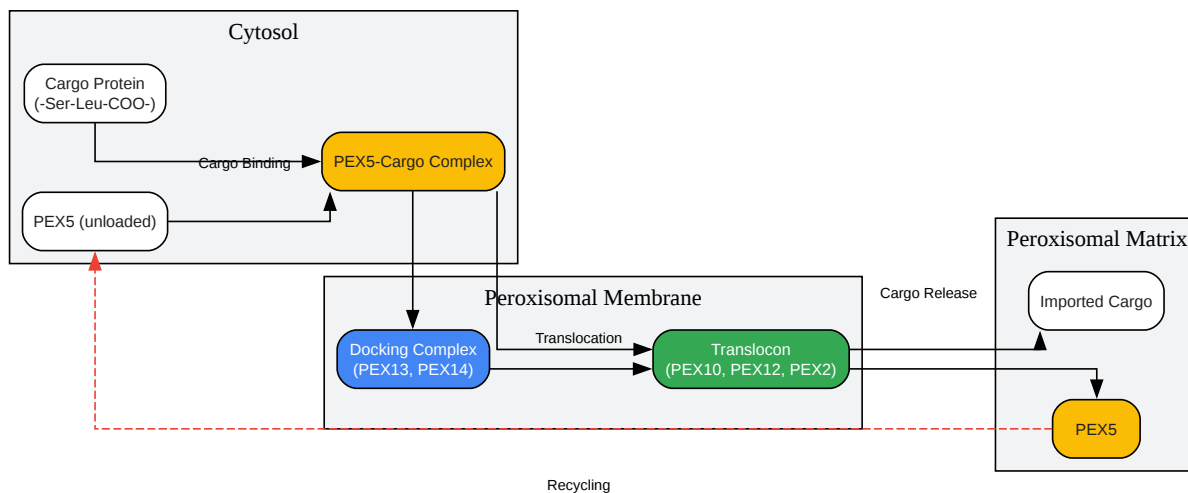 Cytosol
Cargo Protein
(-Ser-Leu-COO-)
Cargo Binding
PEX5-Cargo Complex
PEX5 (unloaded)
Peroxisomal Matrix
Peroxisomal Membrane
Cargo Release
Imported Cargo
Docking Complex
(PEX13, PEX14)
Translocation
Translocon
(PEX10, PEX12, PEX2)
PEX5
Recycling